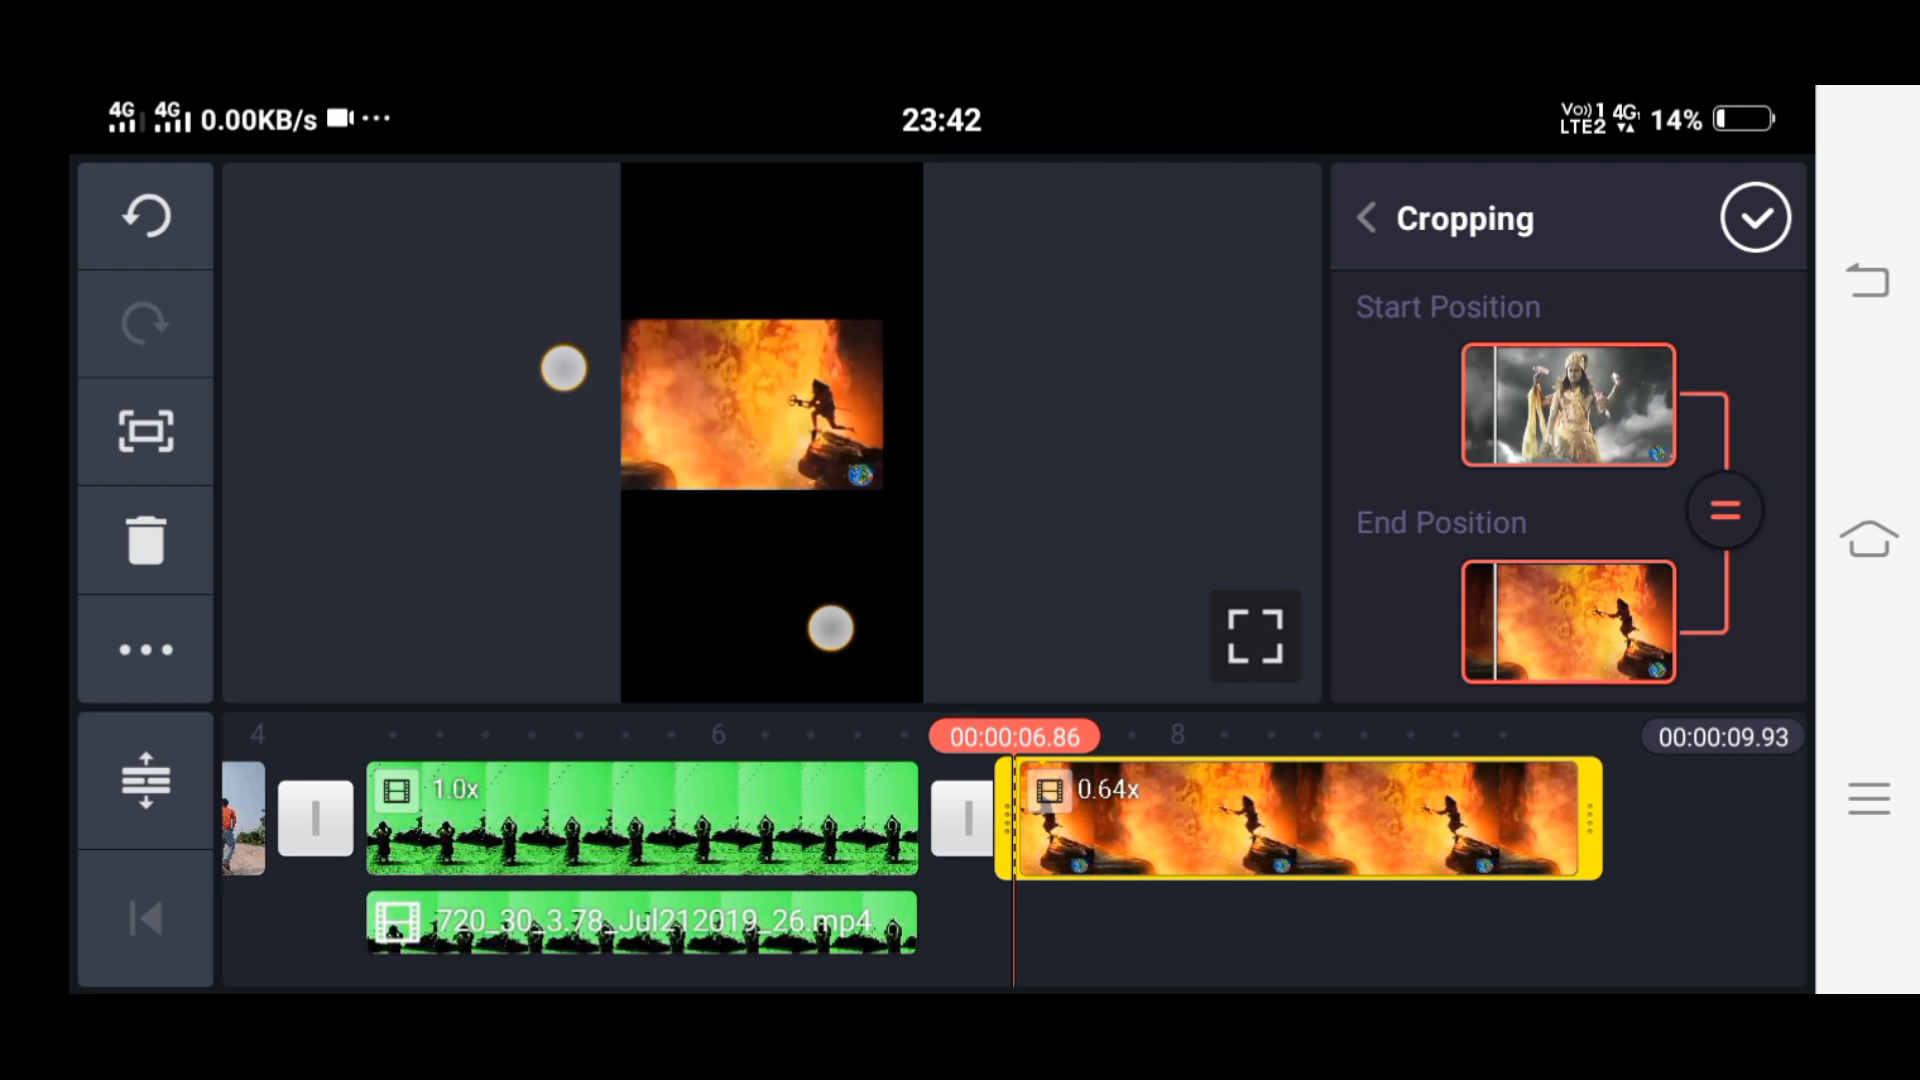 4G 4G 0.00KB/s ···
23:42
Vo)) 1 4G 14%
LTE2
Cropping
Start Position
End Position
4 6 00:00:06.86 8 00:00:09.93
1.0x
0.64x
720_30_3.78_Jul212019_26.mp4